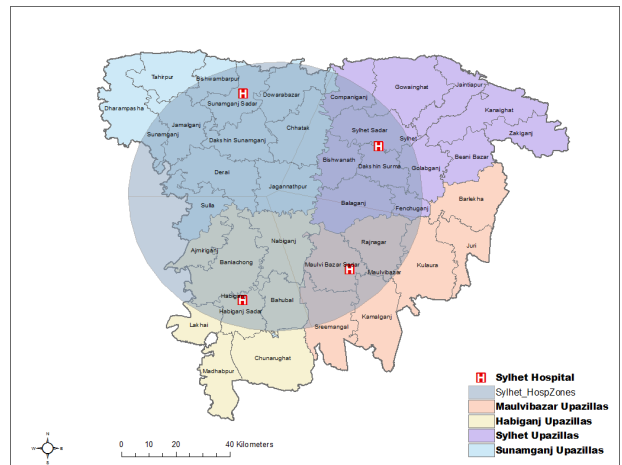 Tahirpur
Bishwambarpur
Dharampasha
Sunamganj Sadar
Dowarabazar
Companiganj
Gowainghat
Jaintiapur
Kanaighat
Zakiganj
Jamalganj
Sunamganj
Chhatak
Sylhet Sadar
Sylhet
Dakshin Sunamganj
Bishwanath
Dakshin Surma
Golabganj
Beani Bazar
Derai
Jagannathpur
Sulla
Balaganj
Fenchuganj
Barlekha
Ajmiriganj
Nabiganj
Baniachong
Rajnagar
Juri
Maulvi Bazar Sadar
Maulvibazar
Kulaura
Habiganj
Bahubal
Habiganj Sadar
Lakhai
Sreemangal
Kamalganj
Chunarughat
Madhabpur
H Sylhet Hospital
Sylhet_HospZones
Maulvibazar Upazillas
Habiganj Upazillas
Sylhet Upazillas
Sunamganj Upazillas
N
W E
S
0 10 20 40 Kilometers